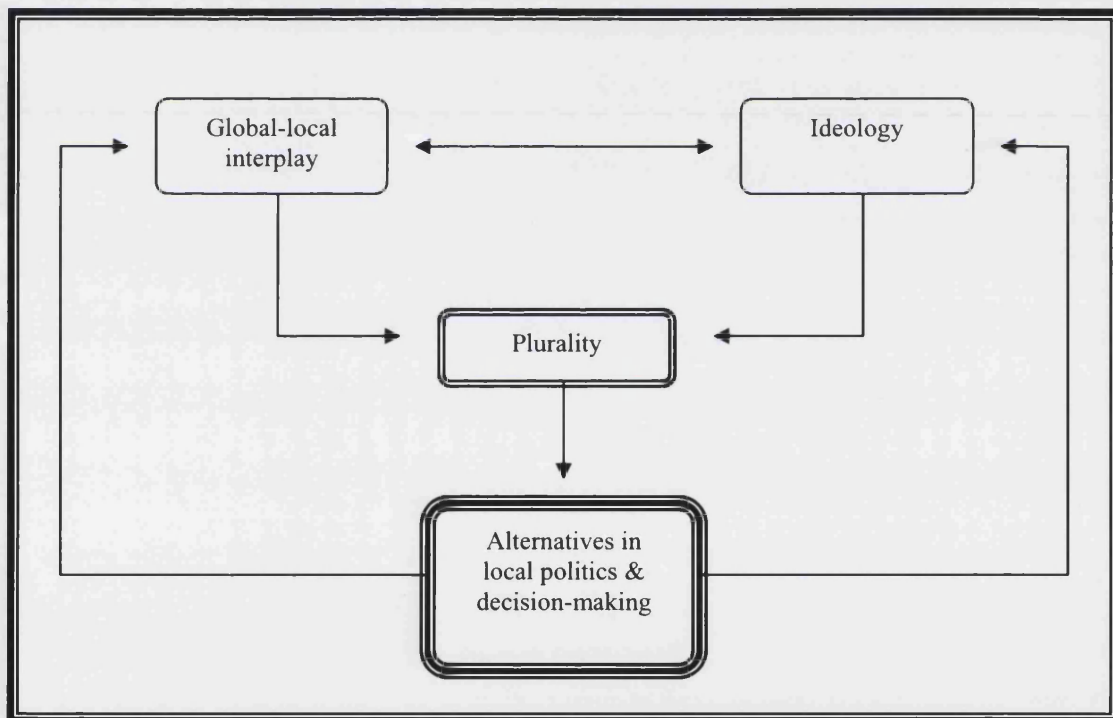 Global-local
interplay
Ideology
Plurality
Alternatives in
local politics &
decision-making